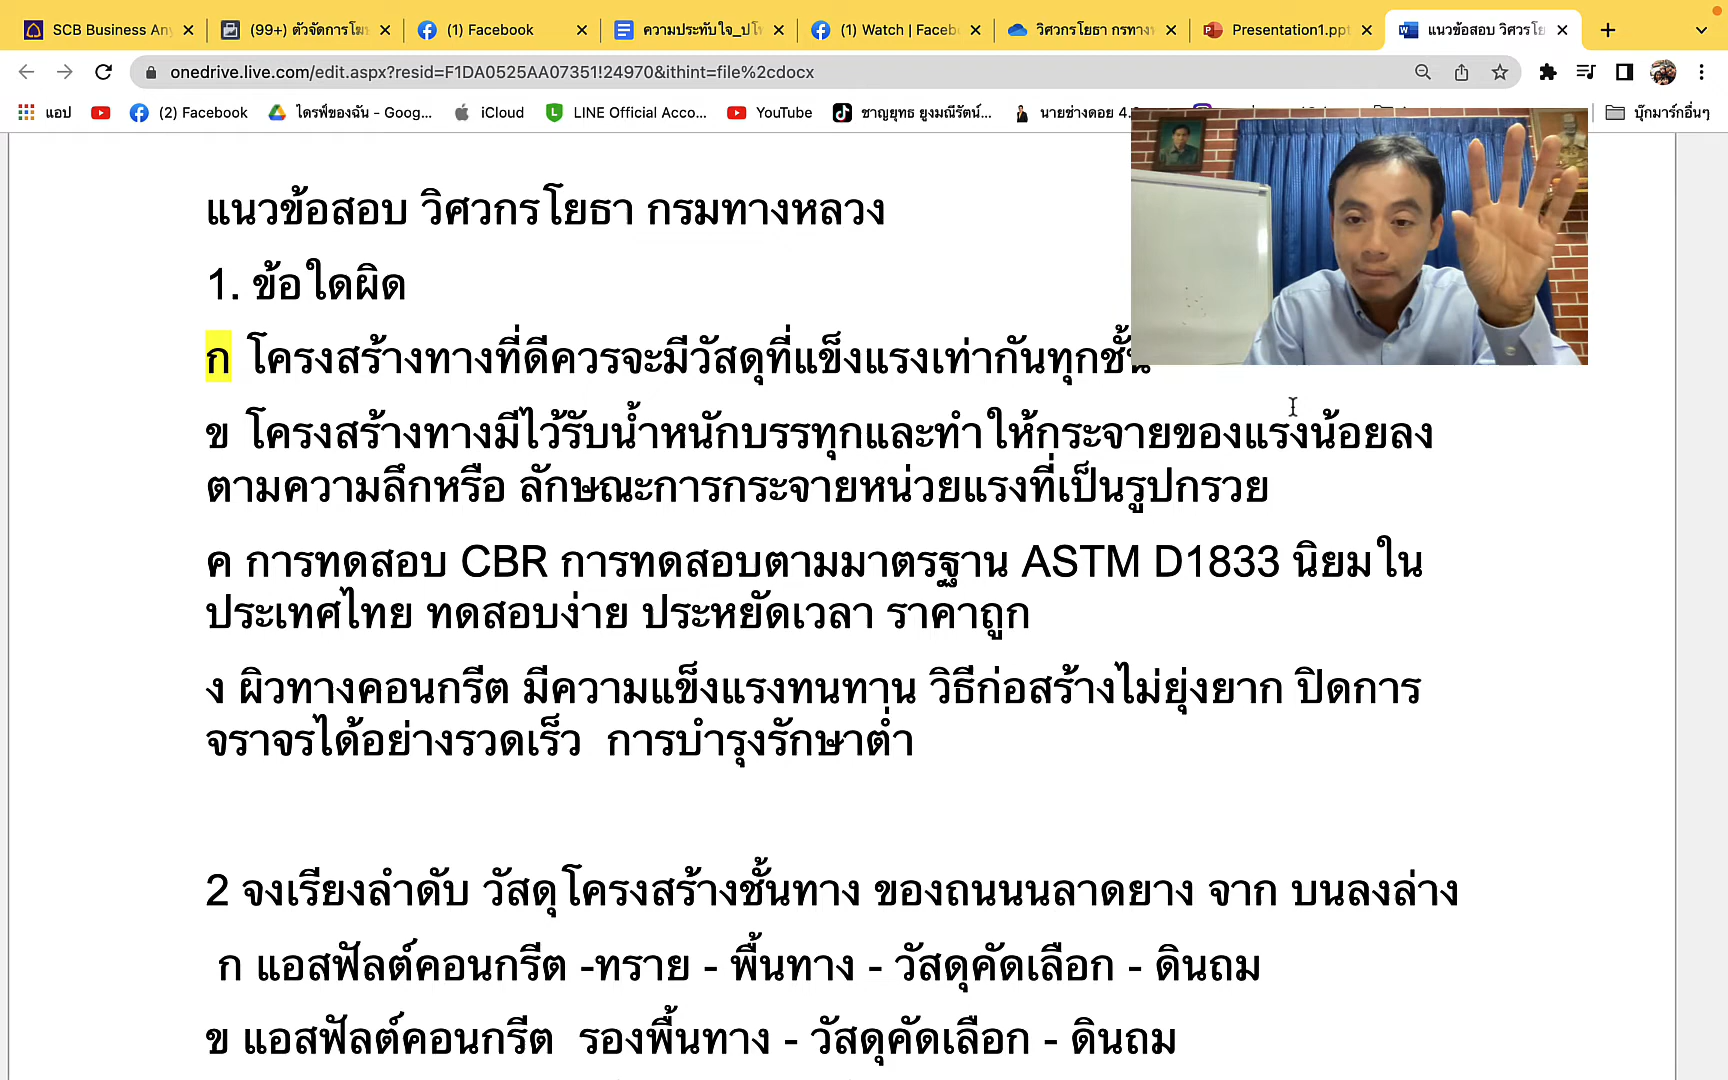 SCB Business Any
(99+) ตัวจัดการโฆษ
(1) Facebook
ความประทับใจ_ปโท
(1) Watch | Faceb
วิศวกรโยธา กรทางห
Presentation1.ppt
แนวข้อสอบ วิศวรโย
onedrive.live.com/edit.aspx?resid=F1DA0525AA07351!24970&ithint=file%2cdocx
แอป
(2) Facebook
ไดรฟ์ของฉัน - Goog...
iCloud
LINE Official Acco...
YouTube
ชาญยุทธ ยูงมณีรัตน์...
นายช่างดอย 4.
บุ๊กมาร์กอื่นๆ
แนวข้อสอบ วิศวกรโยธา กรมทางหลวง
1. ข้อใดผิด
ก โครงสร้างทางที่ดีควรจะมีวัสดุที่แข็งแรงเท่ากันทุกชั้น
ข โครงสร้างทางมีไว้รับน้ำหนักบรรทุกและทำให้กระจายของแรงน้อยลง
ตามความลึกหรือ ลักษณะการกระจายหน่วยแรงที่เป็นรูปกรวย
ค การทดสอบ CBR การทดสอบตามมาตรฐาน ASTM D1833 นิยมใน
ประเทศไทย ทดสอบง่าย ประหยัดเวลา ราคาถูก
ง ผิวทางคอนกรีต มีความแข็งแรงทนทาน วิธีก่อสร้างไม่ยุ่งยาก ปิดการ
จราจรได้อย่างรวดเร็ว การบำรุงรักษาต่ำ
2 จงเรียงลำดับ วัสดุโครงสร้างชั้นทาง ของถนนนลาดยาง จาก บนลงล่าง
ก แอสฟัลต์คอนกรีต -ทราย - พื้นทาง - วัสดุคัดเลือก - ดินถม
ข แอสฟัลต์คอนกรีต รองพื้นทาง - วัสดุคัดเลือก - ดินถม